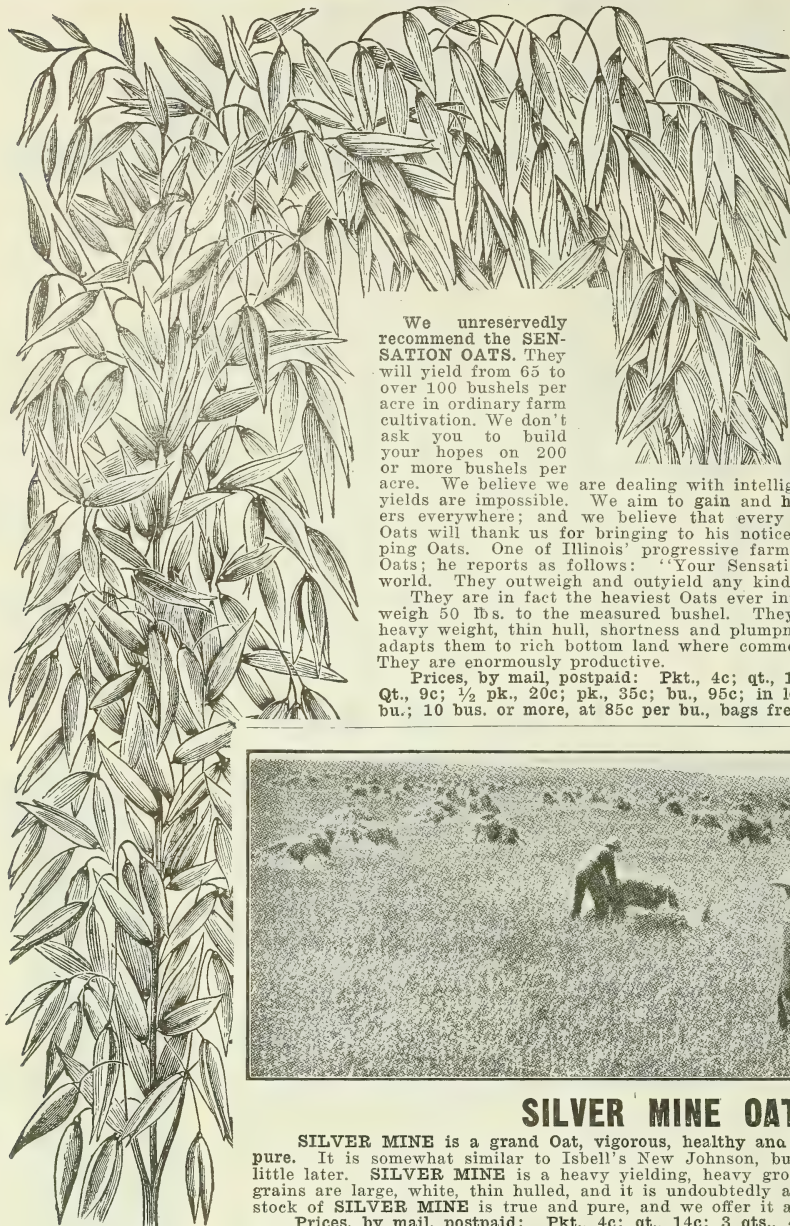 We unreservedly
recommend the SEN-
SATION OATS. They
will yield from 65 to
over 100 bushels per
acre in ordinary farm
cultivation. We don't
ask you to build
your hopes on 200
or more bushels per
acre. We believe we are dealing with intellig
yields are impossible. We aim to gain and h
ers everywhere; and we believe that every
Oats will thank us for bringing to his notice
ping Oats. One of Illinois' progressive farm
Oats; he reports as follows: "Your Sensati
world. They outweigh and outyield any kind
They are in fact the heaviest Oats ever in
weigh 50 lbs. to the measured bushel. They
heavy weight, thin hull, shortness and plumpn
adapts them to rich bottom land where comm
They are enormously productive.
Prices, by mail, postpaid: Pkt., 4c; qt., 1
Qt., 9c; ½ pk., 20c; pk., 35c; bu., 95c; in l
bu.; 10 bus. or more, at 85c per bu., bags fre
SILVER MINE OAT
SILVER MINE is a grand Oat, vigorous, healthy and
pure. It is somewhat similar to Isbell's New Johnson, bu
little later. SILVER MINE is a heavy yielding, heavy gro
grains are large, white, thin hulled, and it is undoubtedly a
stock of SILVER MINE is true and pure, and we offer it a
Prices, by mail, postpaid: Pkt., 4c; qt., 14c; 3 qts.,